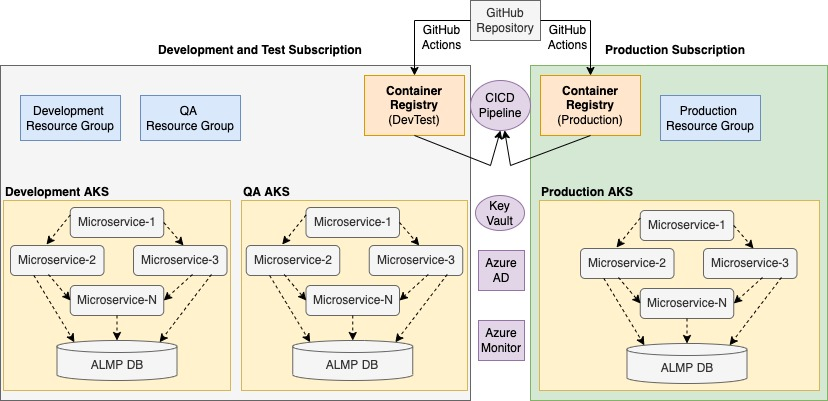 GitHub
Repository
GitHub
Actions
GitHub
Actions
Development and Test Subscription
Production Subscription
Development
Resource Group
QA
Resource Group
Container
Registry
(DevTest)
CICD
Pipeline
Container
Registry
(Production)
Production
Resource Group
Development AKS
QA AKS
Production AKS
Microservice-1
Microservice-2
Microservice-3
Microservice-N
ALMP DB
Microservice-1
Microservice-2
Microservice-3
Microservice-N
ALMP DB
Key
Vault
Azure
AD
Azure
Monitor
Microservice-1
Microservice-2
Microservice-3
Microservice-N
ALMP DB